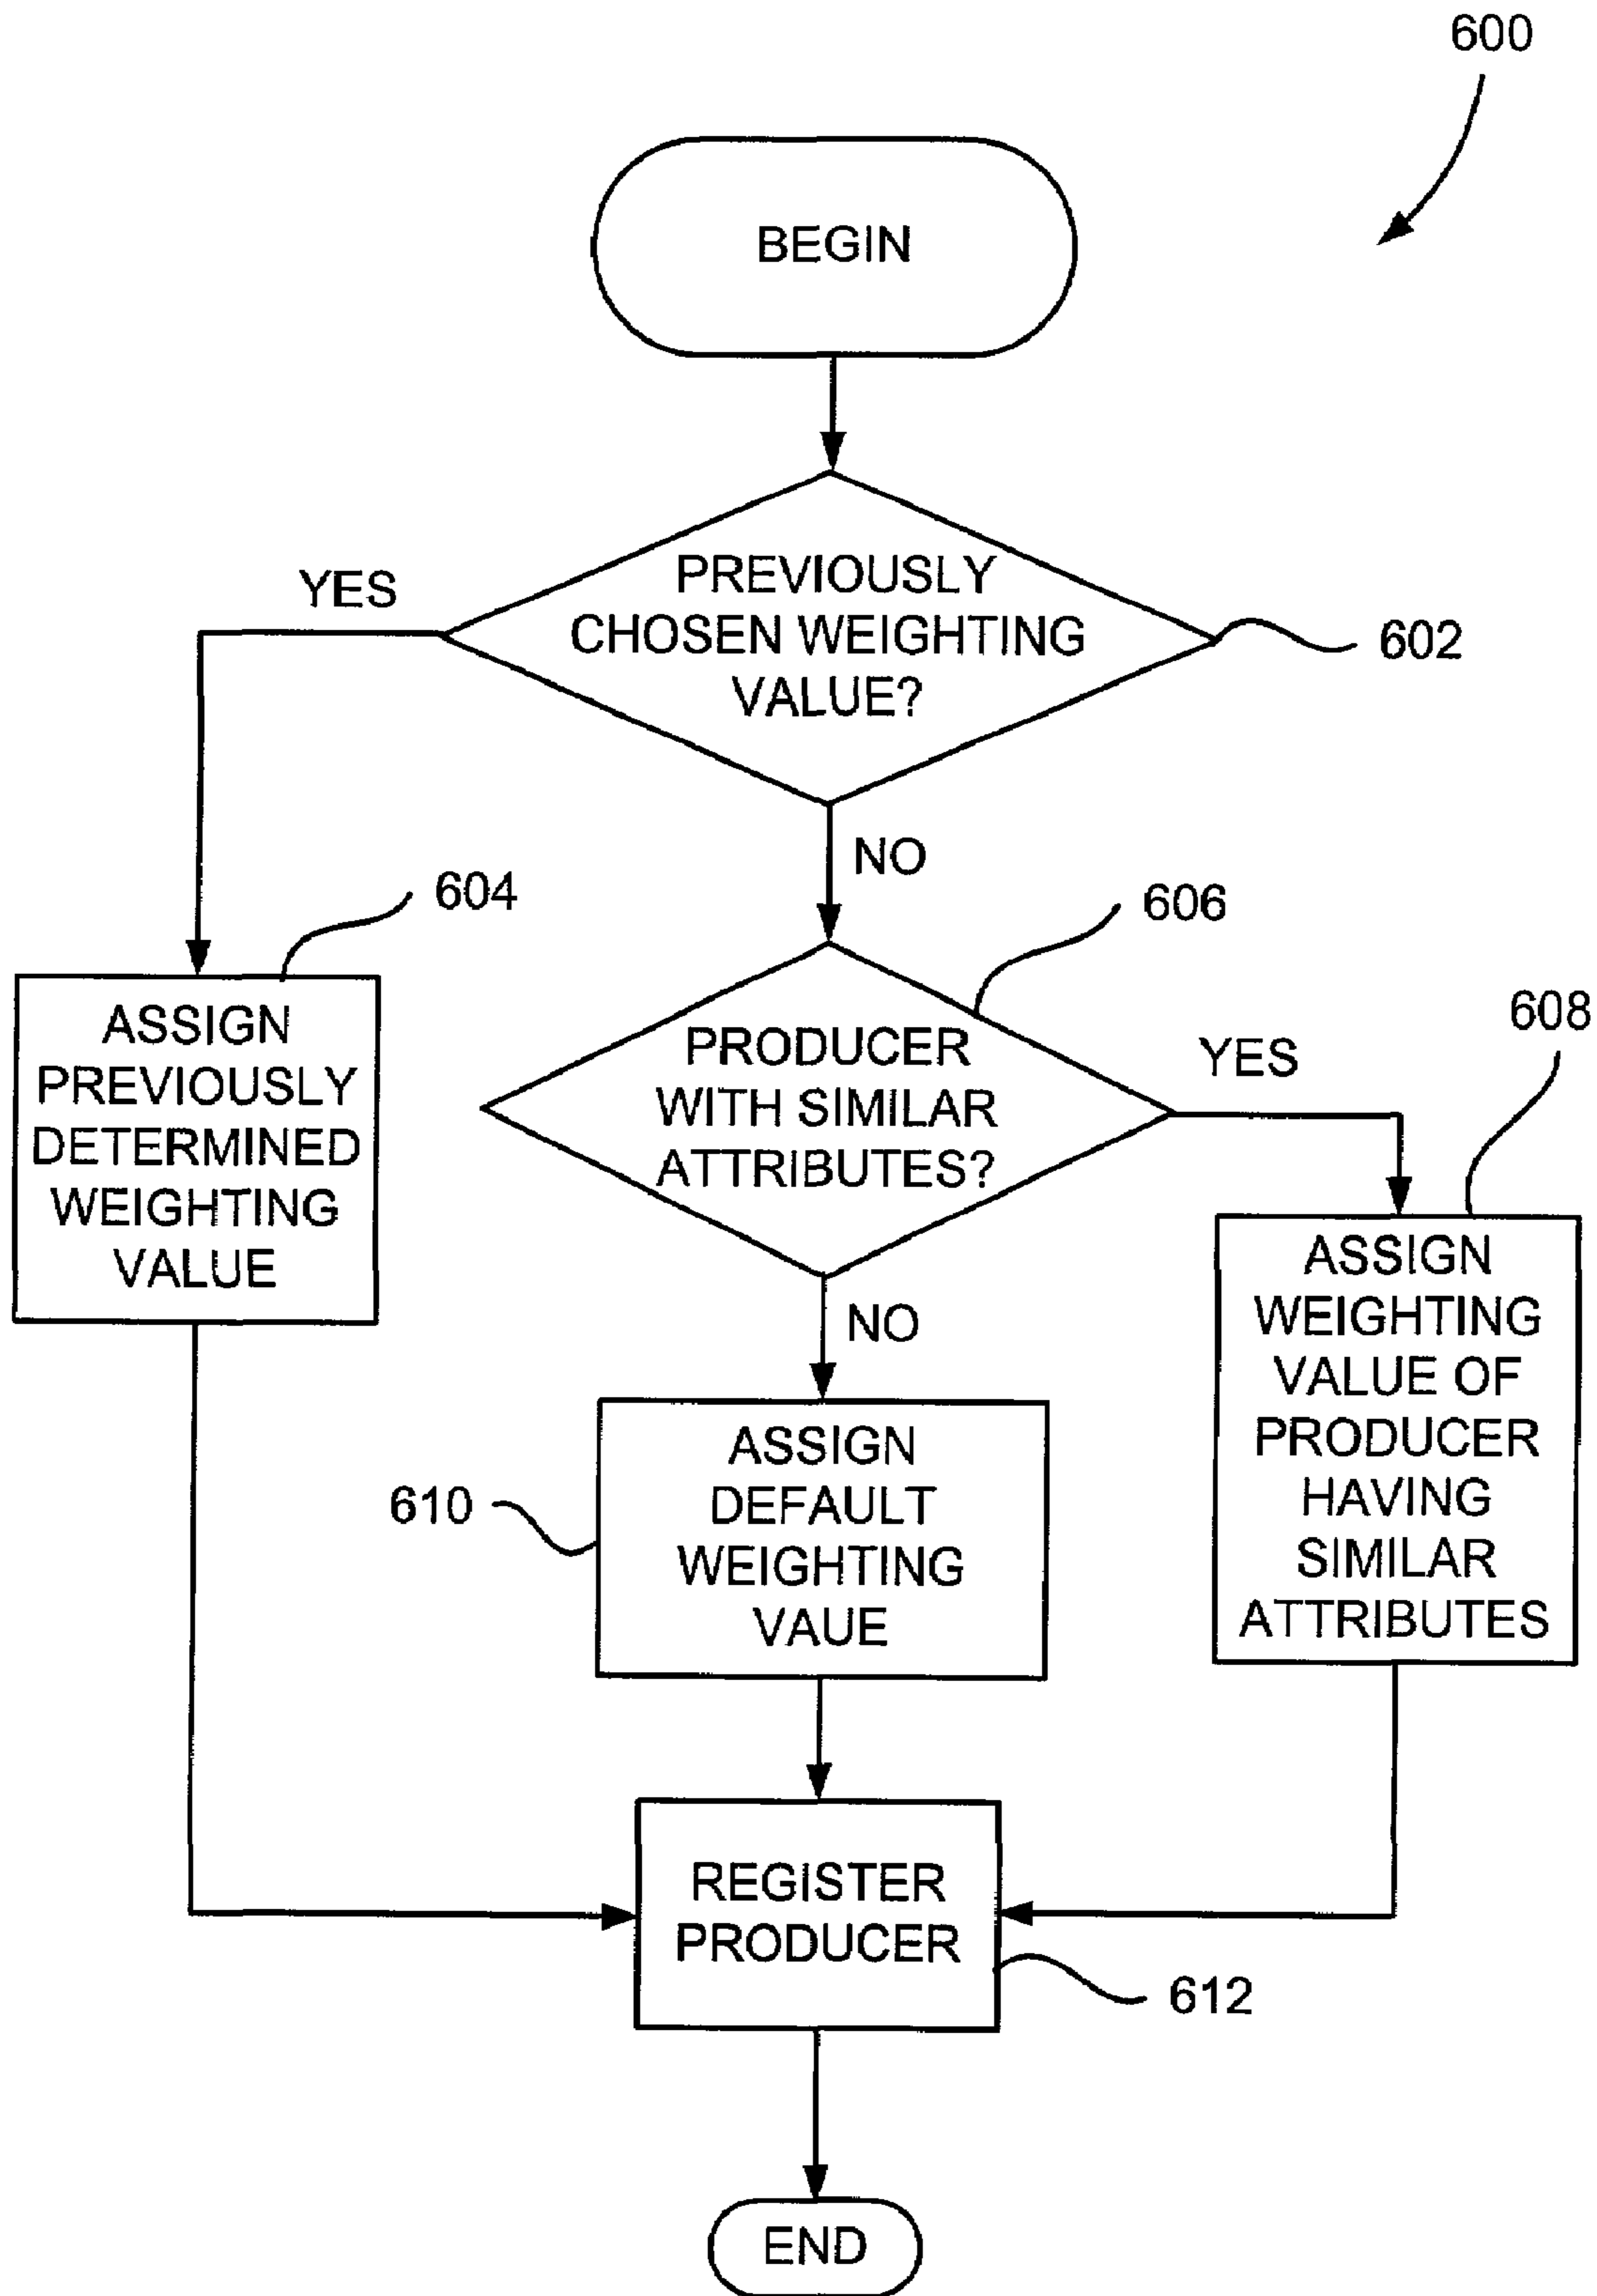 600
BEGIN
PREVIOUSLY
CHOSEN WEIGHTING
VALUE?
YES
602
NO
604
606
608
ASSIGN
PREVIOUSLY
DETERMINED
WEIGHTING
VALUE
PRODUCER
WITH SIMILAR
ATTRIBUTES?
YES
NO
ASSIGN
WEIGHTING
VALUE OF
PRODUCER
HAVING
SIMILAR
ATTRIBUTES
610
ASSIGN
DEFAULT
WEIGHTING
VAUE
REGISTER
PRODUCER
612
END